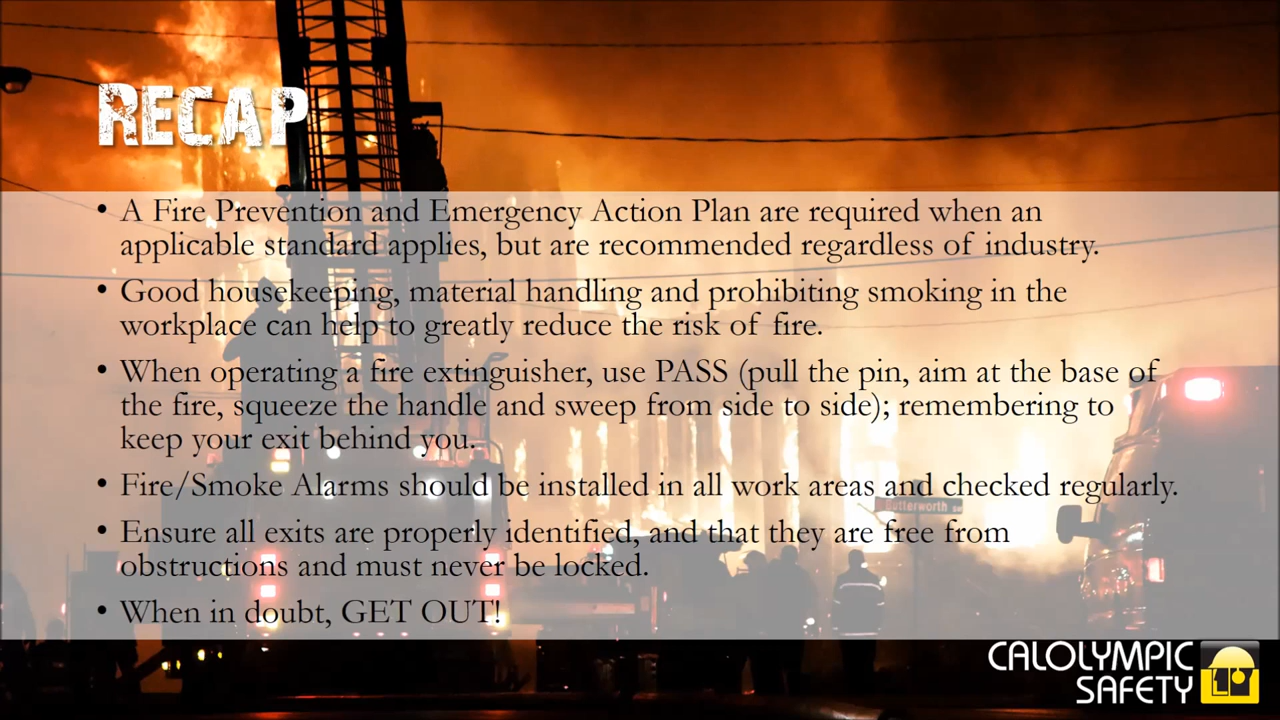 RECAP
• A Fire Prevention and Emergency Action Plan are required when an
applicable standard applies, but are recommended regardless of industry.
• Good housekeeping, material handling and prohibiting smoking in the
workplace can help to greatly reduce the risk of fire.
• When operating a fire extinguisher, use PASS (pull the pin, aim at the base of
the fire, squeeze the handle and sweep from side to side); remembering to
keep your exit behind you.
• Fire/Smoke Alarms should be installed in all work areas and checked regularly.
Butterworth SW
• Ensure all exits are properly identified, and that they are free from
obstructions and must never be locked.
• When in doubt, GET OUT!
CALOLYMPIC
SAFETY